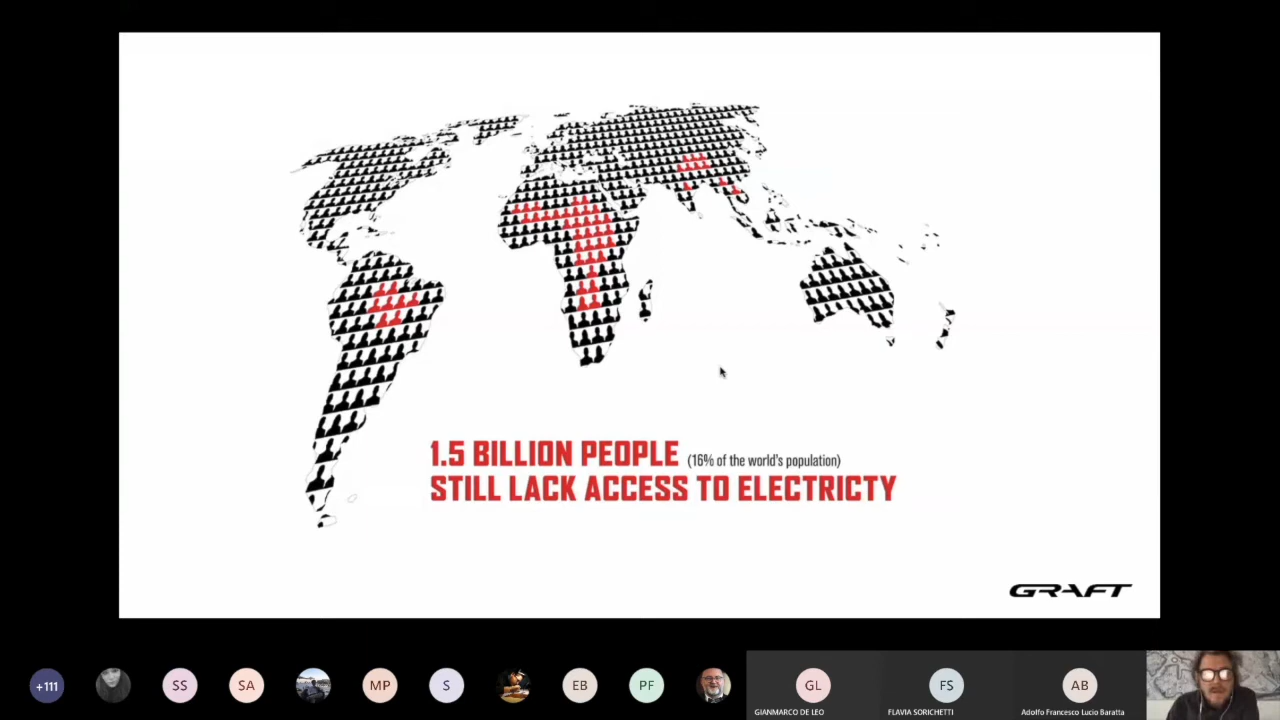 1.5 BILLION PEOPLE (16% of the world's population)
STILL LACK ACCESS TO ELECTRICTY
GRAFT
+111
SS
SA
MP
S
EB
PF
GL
FS
AB
GIANMARCO DE LEO
FLAVIA SORICHETTI
Adolfo Francesco Lucio Baratta